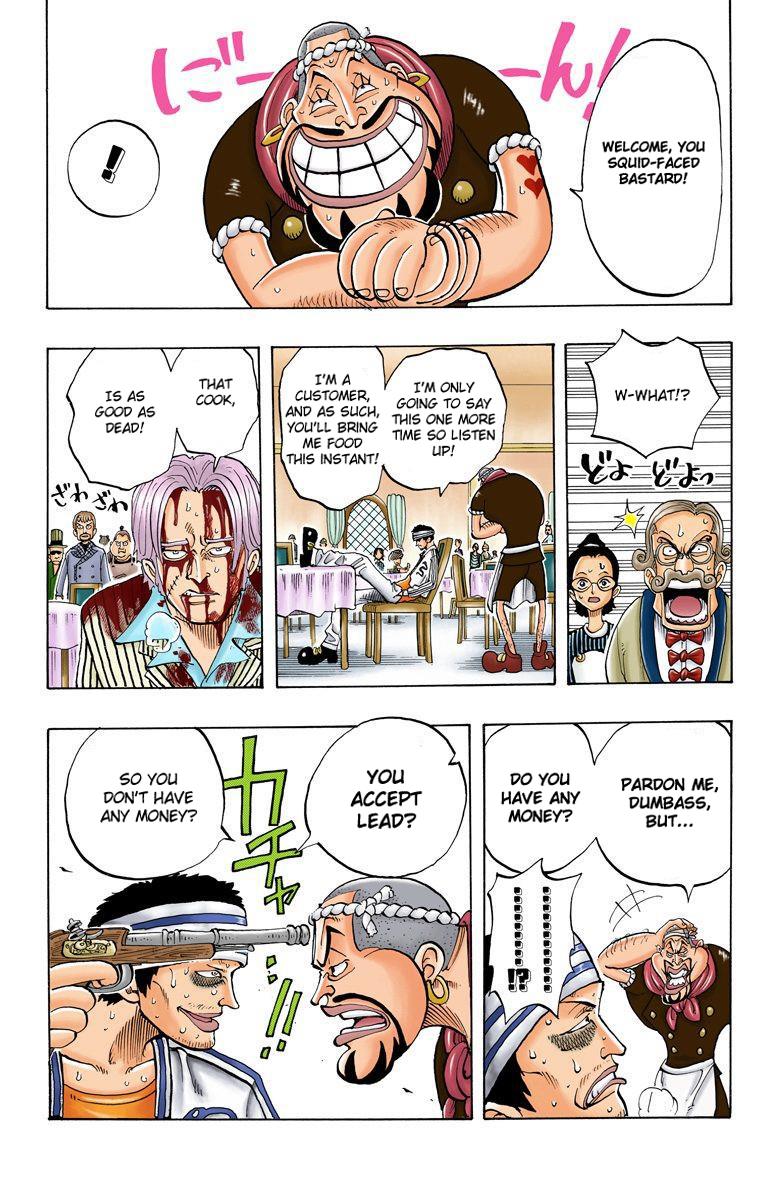 にーーん!
WELCOME, YOU
SQUID-FACED
BASTARD!
!
W-WHAT!?
どよ どよっ
I'M ONLY
GOING TO SAY
THIS ONE MORE
TIME SO LISTEN
UP!
I'M A
CUSTOMER,
AND AS SUCH,
YOU'LL BRING
ME FOOD
THIS INSTANT!
THAT
COOK,
IS AS
GOOD AS
DEAD!
ざわ ざわ
PARDON ME,
DUMBASS,
BUT...
DO YOU
HAVE ANY
MONEY?
!!?
YOU
ACCEPT
LEAD?
カチャ!!
SO YOU
DON'T HAVE
ANY MONEY?